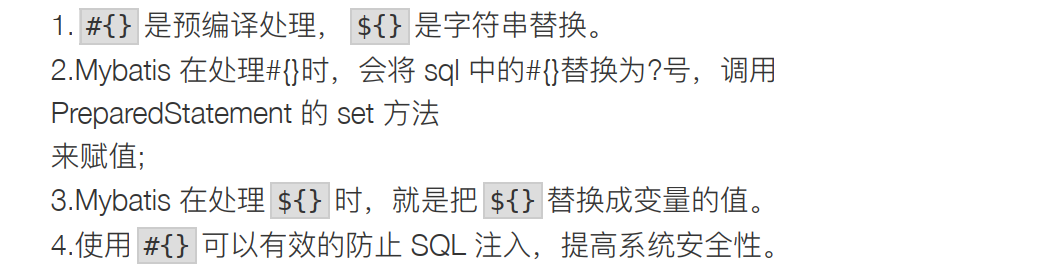 1. #{} 是预编译处理， ${} 是字符串替换。
2.Mybatis 在处理#{}时，会将 sql 中的#{}替换为?号，调用
PreparedStatement 的 set 方法
来赋值;
3.Mybatis 在处理 ${} 时，就是把 ${} 替换成变量的值。
4.使用 #{} 可以有效的防止 SQL 注入，提高系统安全性。